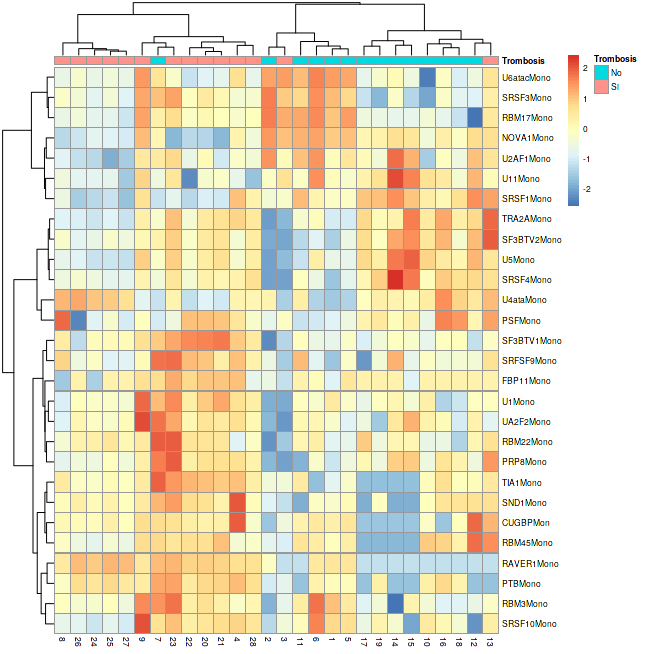 Trombosis
U6atacMono
SRSF3Mono
RBM17Mono
NOVA1Mono
U2AF1Mono
U11Mono
SRSF1Mono
TRA2AMono
SF3BTV2Mono
U5Mono
SRSF4Mono
U4ataMono
PSFMono
SF3BTV1Mono
SRFSF9Mono
FBP11Mono
U1Mono
UA2F2Mono
RBM22Mono
PRP8Mono
TIA1Mono
SND1Mono
CUGBPMon
RBM45Mono
RAVER1Mono
PTBMono
RBM3Mono
SRSF10Mono
8 26 24 25 27 9 7 23 22 20 21 4 28 2 3 11 6 1 5 17 19 14 15 10 16 18 12 13
2
1
0
-1
-2
Trombosis
No
SI